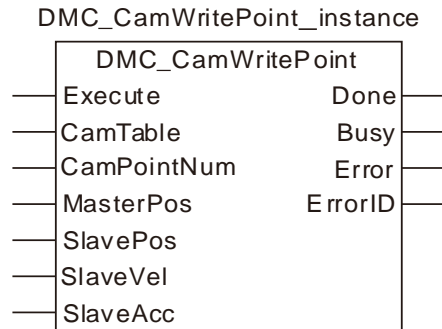 DMC_CamWritePoint_instance
DMC_CamWritePoint
Execute Done
CamTable Busy
CamPointNum Error
MasterPos ErrorID
SlavePos
SlaveVel
SlaveAcc